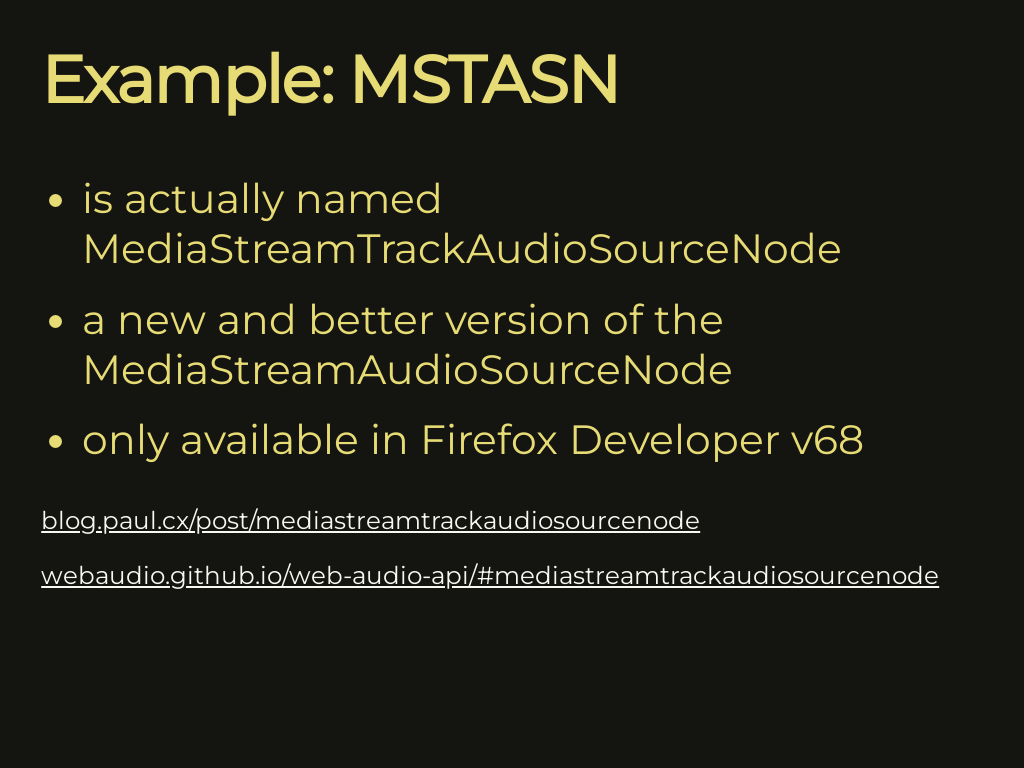 Example: MSTASN
• is actually named
MediaStreamTrackAudioSourceNode
• a new and better version of the
MediaStreamAudioSourceNode
• only available in Firefox Developer v68
blog.paul.cx/post/mediastreamtrackaudiosourcenode
webaudio.github.io/web-audio-api/#mediastreamtrackaudiosourcenode